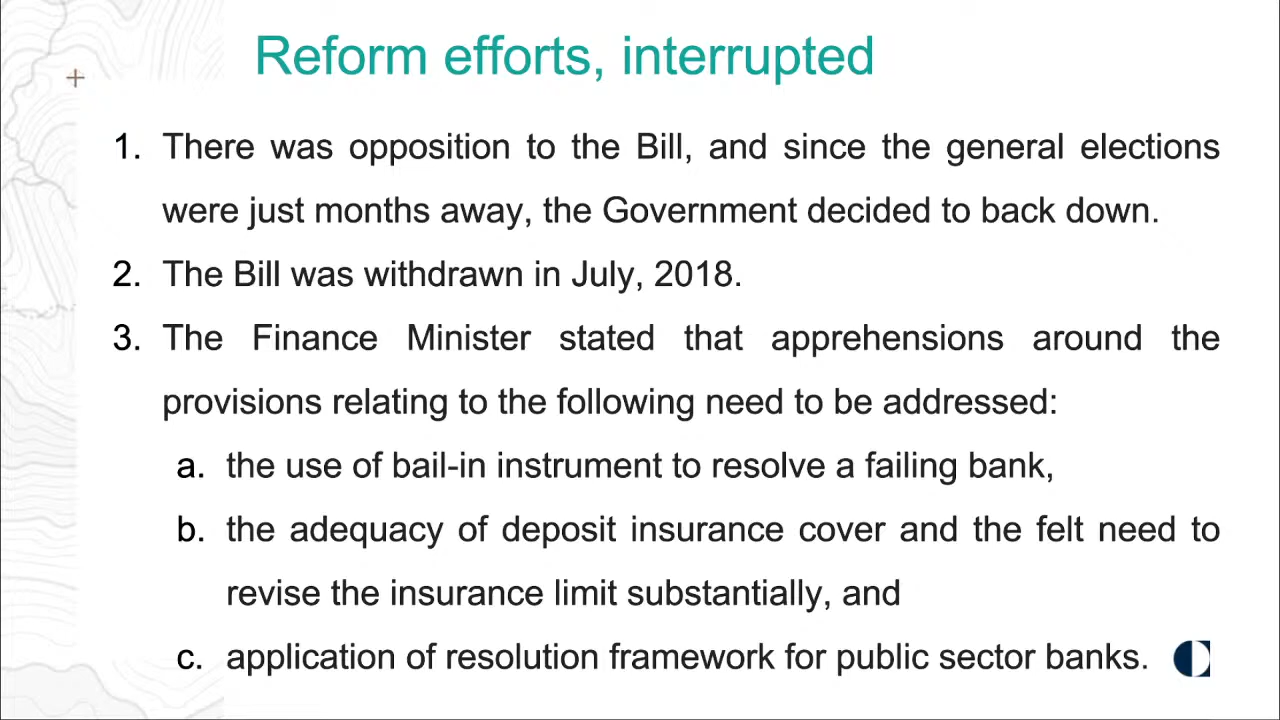 Reform efforts, interrupted
1. There was opposition to the Bill, and since the general elections
were just months away, the Government decided to back down.
2. The Bill was withdrawn in July, 2018.
3. The Finance Minister stated that apprehensions around the
provisions relating to the following need to be addressed:
a. the use of bail-in instrument to resolve a failing bank,
b. the adequacy of deposit insurance cover and the felt need to
revise the insurance limit substantially, and
c. application of resolution framework for public sector banks.